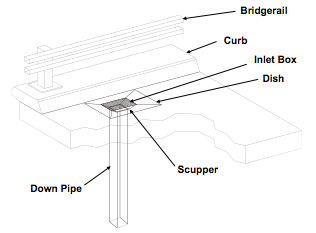 Bridgerail
Curb
Inlet Box
Dish
Scupper
Down Pipe